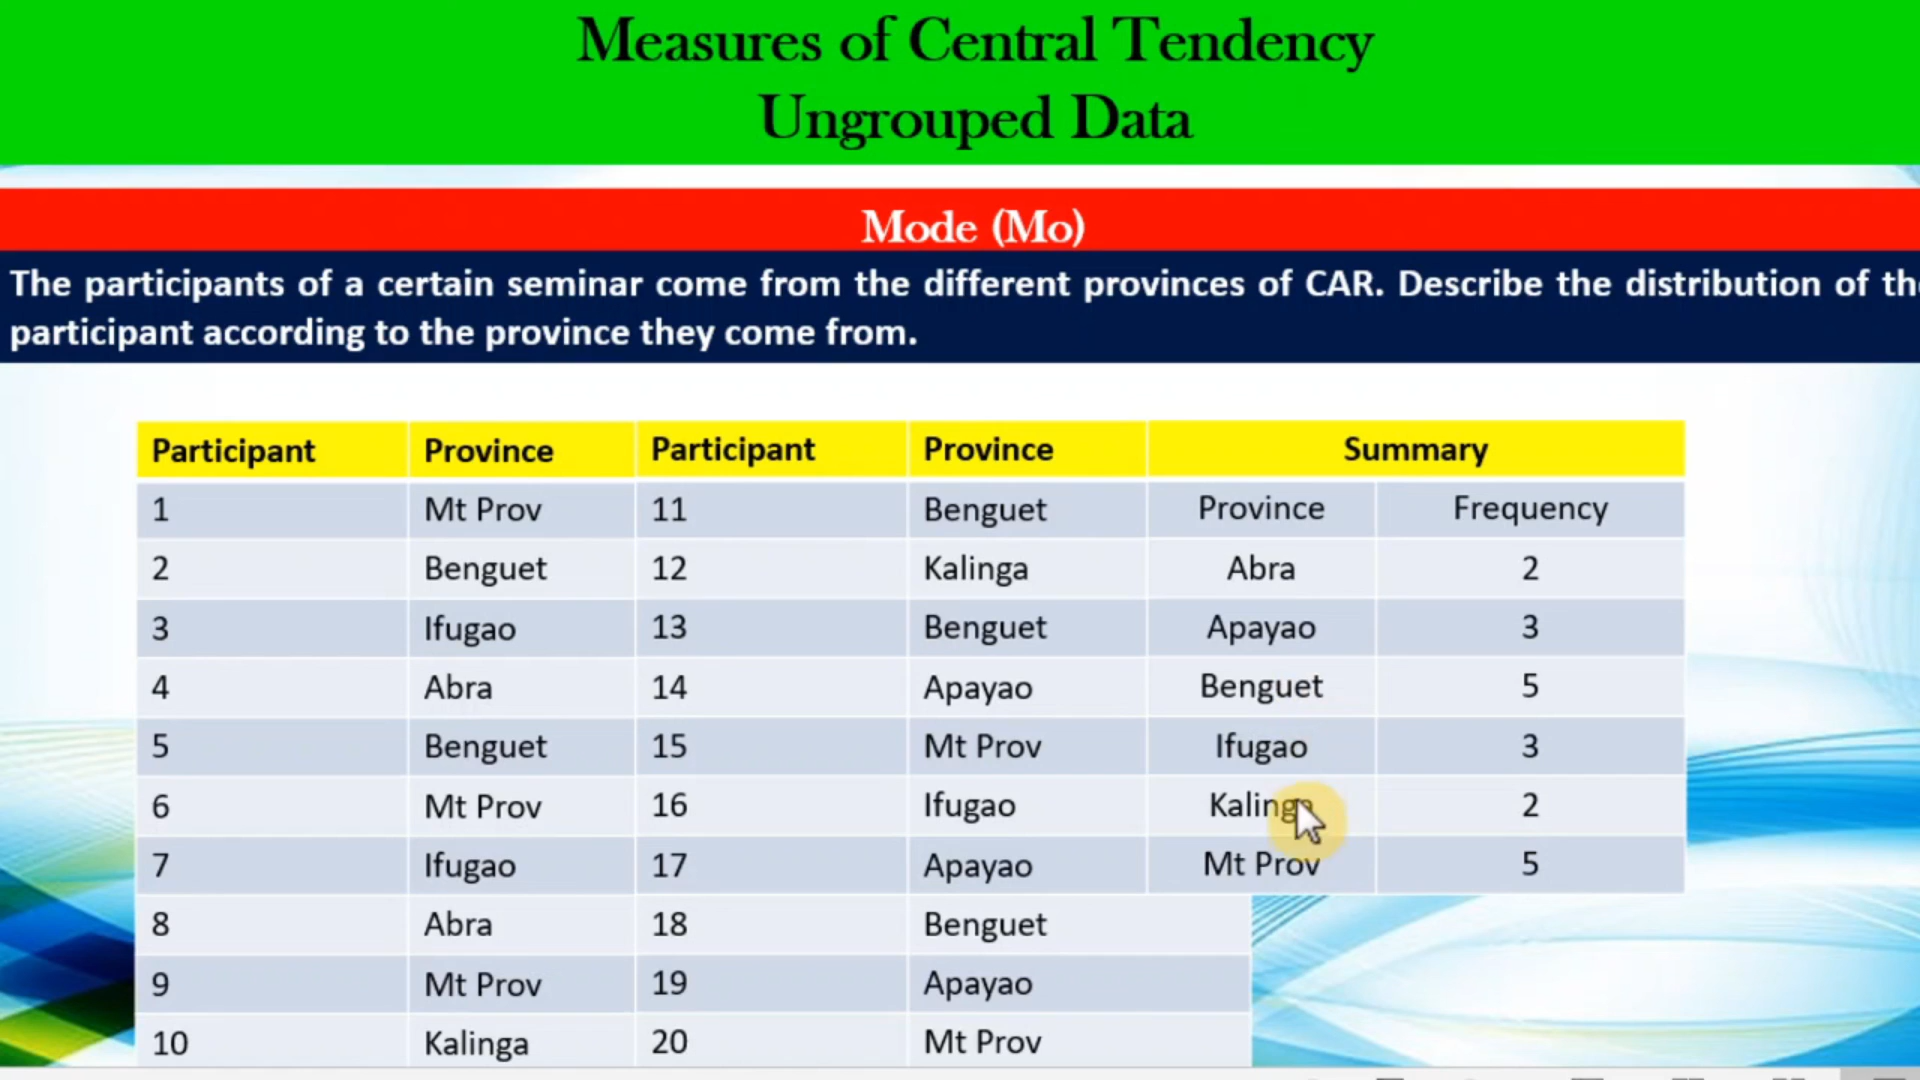 Measures of Central Tendency
Ungrouped Data
Mode (Mo)
The participants of a certain seminar come from the different provinces of CAR. Describe the distribution of the
participant according to the province they come from.
Participant Province Participant Province Summary
1 Mt Prov 11 Benguet Province Frequency
2 Benguet 12 Kalinga Abra 2
3 Ifugao 13 Benguet Apayao 3
4 Abra 14 Apayao Benguet 5
5 Benguet 15 Mt Prov Ifugao 3
6 Mt Prov 16 Ifugao Kalinga 2
7 Ifugao 17 Apayao Mt Prov 5
8 Abra 18 Benguet
9 Mt Prov 19 Apayao
10 Kalinga 20 Mt Prov